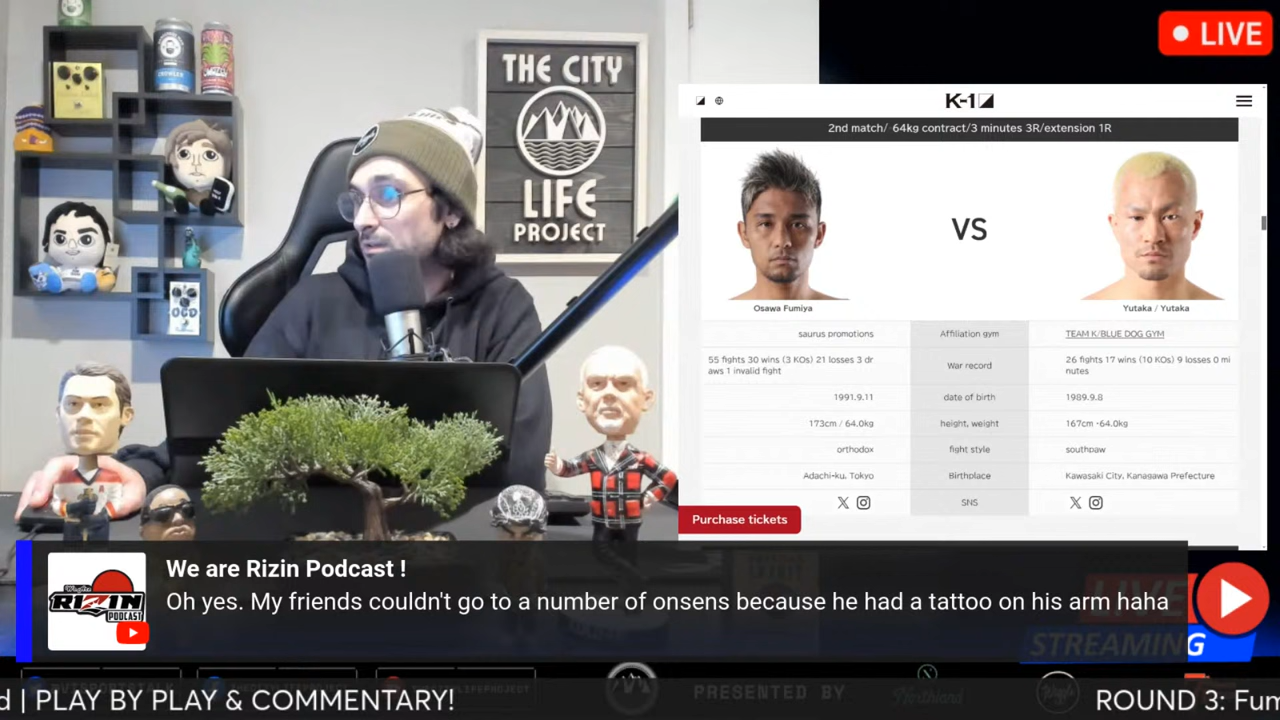 LIVE
THE CITY
LIFE
PROJECT
K-1
2nd match/ 64kg contract/3 minutes 3R/extension 1R
VS
Osawa Fumiya
Yutaka / Yutaka
saurus promotions
Affiliation gym
TEAM K/BLUE DOG GYM
55 fights 30 wins (3 KOs) 21 losses 3 dr
aws 1 invalid fight
War record
26 fights 17 wins (10 KOs) 9 losses 0 mi
nutes
1991.9.11
date of birth
1989.9.8
173cm / 64.0kg
height, weight
167cm ·64.0kg
orthodox
fight style
southpaw
Adachi-ku, Tokyo
Birthplace
Kawasaki City, Kanagawa Prefecture
SNS
Purchase tickets
OCD
RIZIN
PODCAST
We are Rizin Podcast !
Oh yes. My friends couldn't go to a number of onsens because he had a tattoo on his arm haha
LIVE
STREAMING
PRESENTED BY
d | PLAY BY PLAY & COMMENTARY!
ROUND 3: Fum